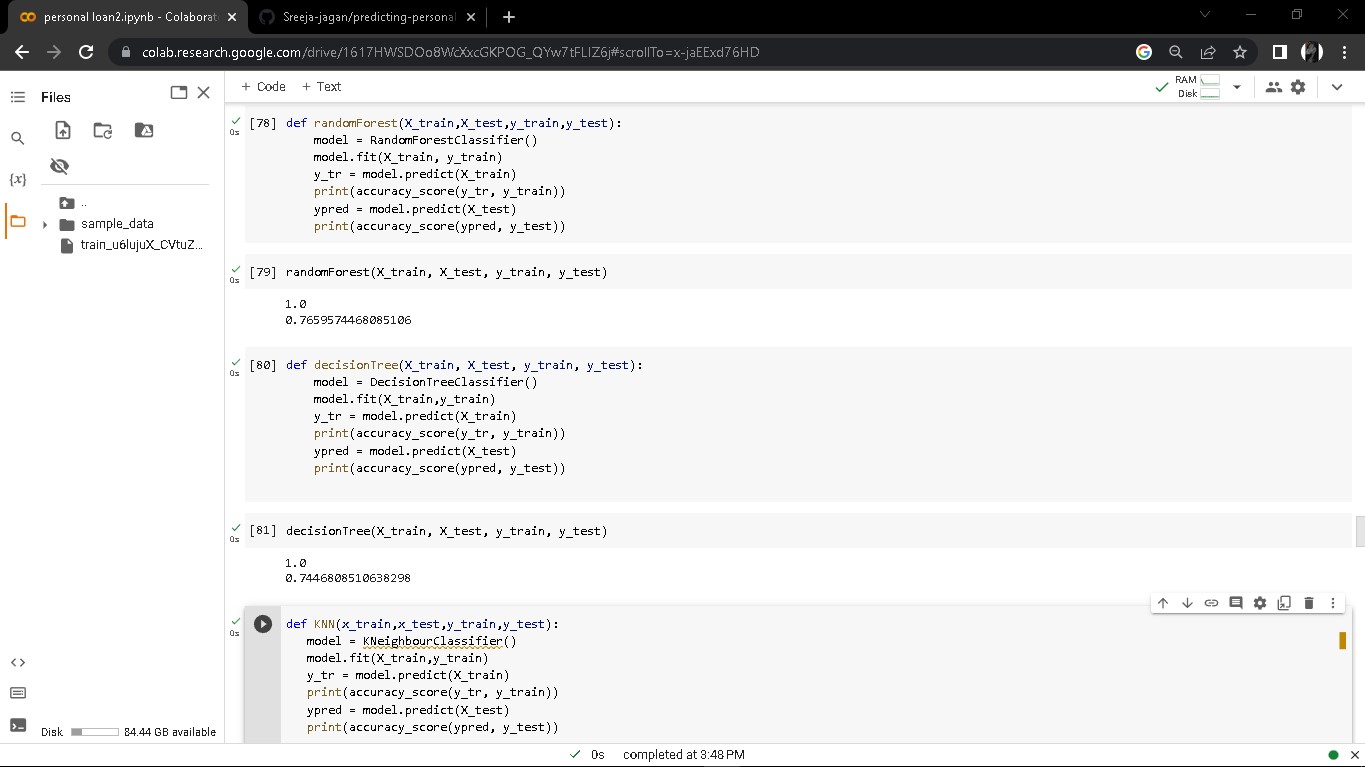 personal loan2.ipynb - Colaborat
Sreeja-jagan/predicting-personal
colab.research.google.com/drive/1617HWSDOo8WcXxcGKPOG_QYw7tFLIZ6j#scrollTo=x-jaEExd76HD
Files
+ Code + Text
RAM
Disk
{x}
..
sample_data
train_u6lujuX_CVtuZ...
0s
[78] def randomForest(X_train,X_test,y_train,y_test):
model = RandomForestClassifier()
model.fit(X_train, y_train)
y_tr = model.predict(X_train)
print(accuracy_score(y_tr, y_train))
ypred = model.predict(X_test)
print(accuracy_score(ypred, y_test))
0s
[79] randomForest(X_train, X_test, y_train, y_test)
1.0
0.7659574468085106
0s
[80] def decisionTree(X_train, X_test, y_train, y_test):
model = DecisionTreeClassifier()
model.fit(X_train,y_train)
y_tr = model.predict(X_train)
print(accuracy_score(y_tr, y_train))
ypred = model.predict(X_test)
print(accuracy_score(ypred, y_test))
0s
[81] decisionTree(X_train, X_test, y_train, y_test)
1.0
0.7446808510638298
0s
def KNN(x_train,x_test,y_train,y_test):
model = KNeighbourClassifier()
model.fit(X_train,y_train)
y_tr = model.predict(X_train)
print(accuracy_score(y_tr, y_train))
ypred = model.predict(X_test)
print(accuracy_score(ypred, y_test))
Disk 84.44 GB available
0s completed at 3:48 PM